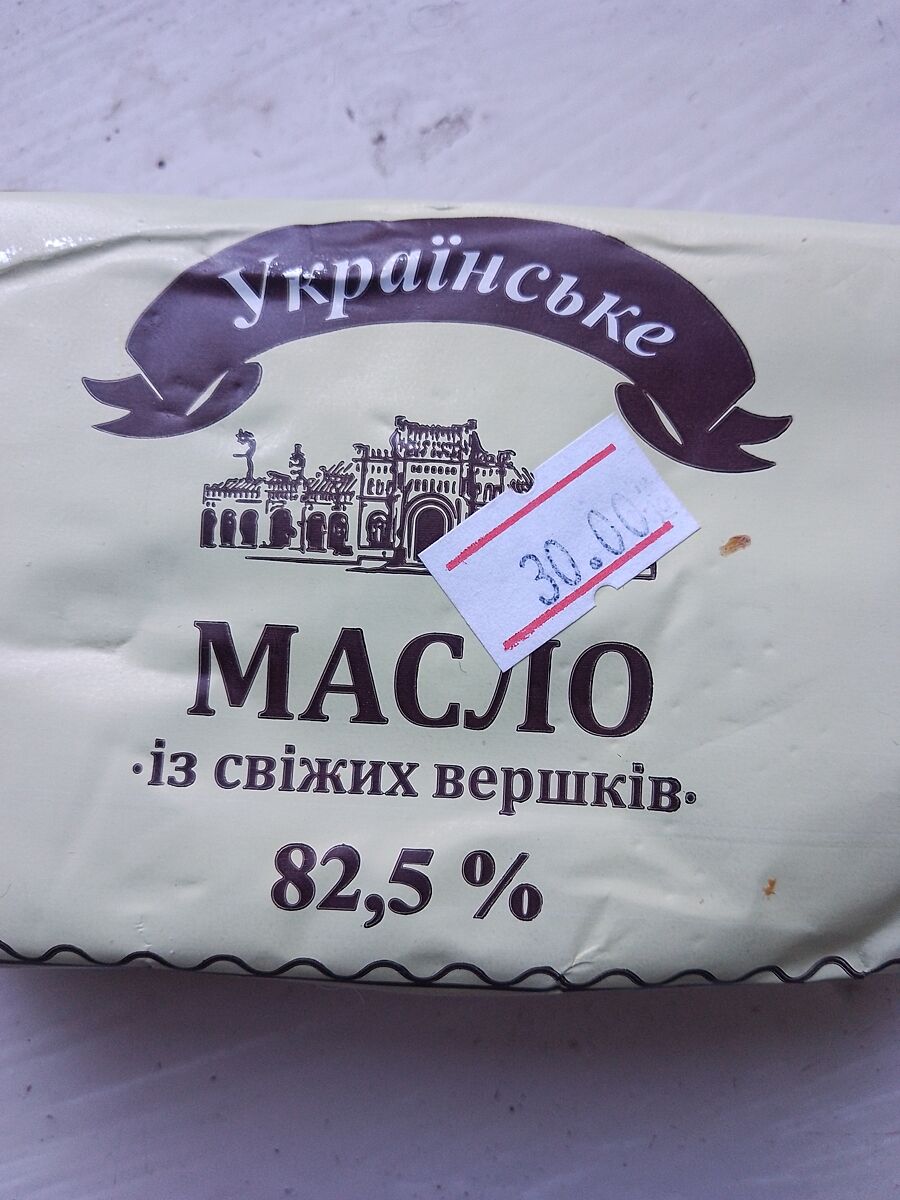 Українське
30.00
МАСЛО
·із свіжих вершків·
82,5 %